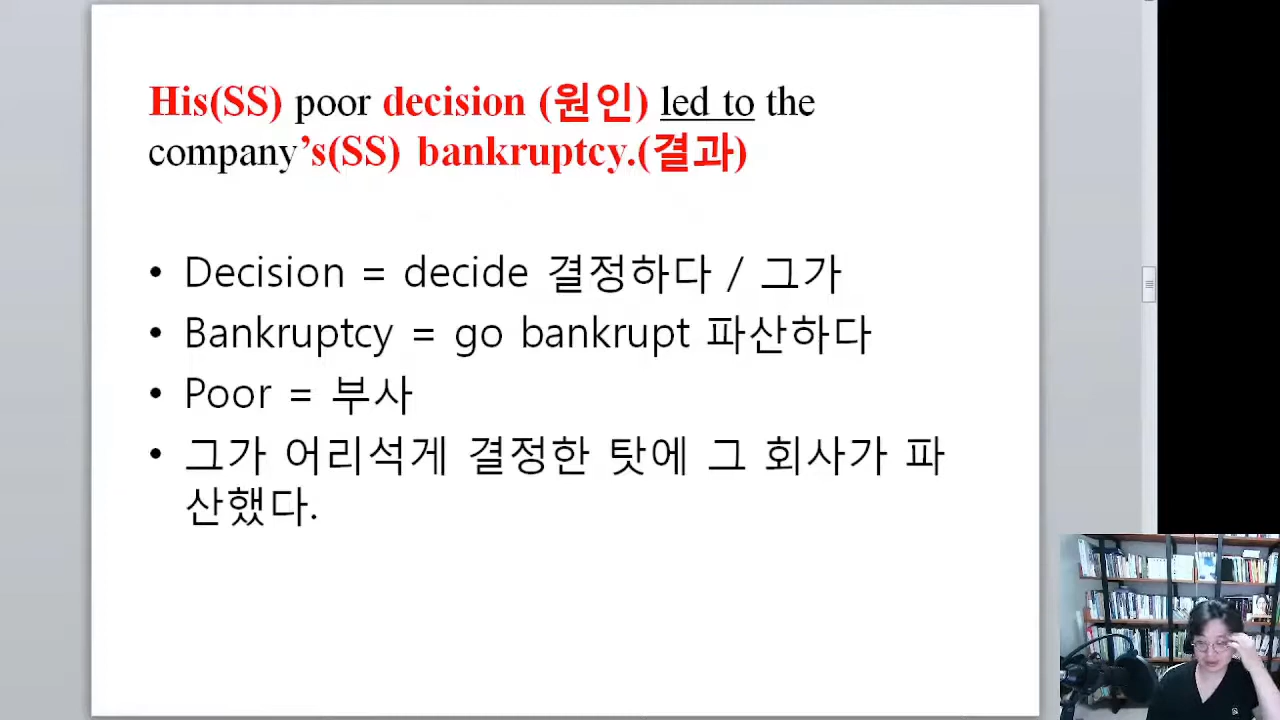 His(SS) poor decision (원인) led to the
company's(SS) bankruptcy.(결과)
• Decision = decide 결정하다 / 그가
• Bankruptcy = go bankrupt 파산하다
• Poor = 부사
• 그가 어리석게 결정한 탓에 그 회사가 파
산했다.